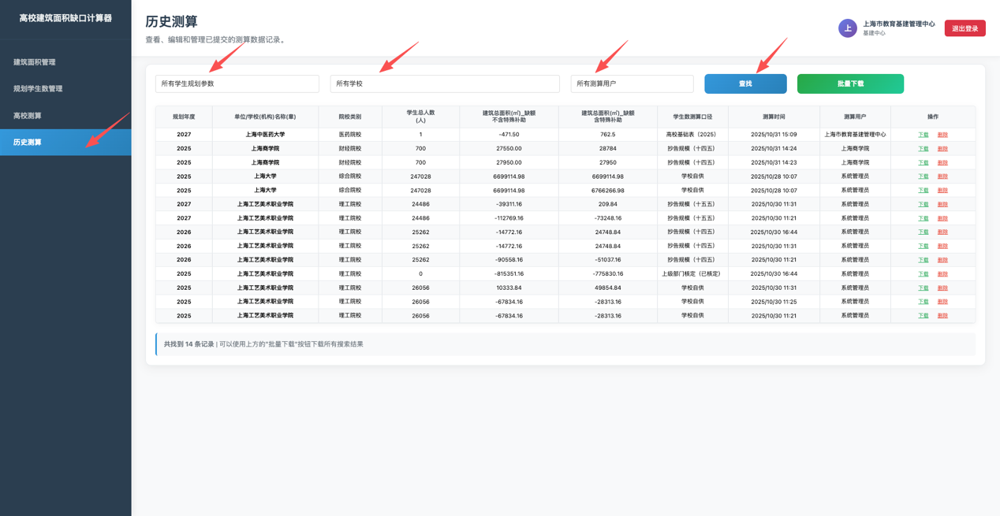 高校建筑面积缺口计算器
建筑面积管理
规划学生数管理
高校测算
历史测算
历史测算
查看、编辑和管理已提交的测算数据记录。
上
上海市教育基建管理中心
基建中心
退出登录
所有学生规划参数
所有学校
所有测算用户
查找
批量下载
规划年度 单位/学校(机构)名称(章) 院校类别 学生总人数(人) 建筑总面积(㎡)_缺额不含特殊补助 建筑总面积(㎡)_缺额含特殊补助 学生数测算口径 测算时间 测算用户 操作
2027 上海中医药大学 医药院校 1 -471.50 762.5 高校基础表（2025） 2025/10/31 15:09 上海市教育基建管理中心 下载 删除
2025 上海商学院 财经院校 700 27550.00 28784 抄告规模（十四五） 2025/10/31 14:24 上海商学院 下载 删除
2025 上海商学院 财经院校 700 27950.00 27950 抄告规模（十四五） 2025/10/31 14:23 上海商学院 下载 删除
2025 上海大学 综合院校 247028 6699114.98 6699114.98 学校自供 2025/10/28 10:07 系统管理员 下载 删除
2025 上海大学 综合院校 247028 6699114.98 6766266.98 学校自供 2025/10/28 10:07 系统管理员 下载 删除
2027 上海工艺美术职业学院 理工院校 24486 -39311.16 209.84 抄告规模（十五五） 2025/10/30 11:31 系统管理员 下载 删除
2027 上海工艺美术职业学院 理工院校 24486 -112769.16 -73248.16 抄告规模（十五五） 2025/10/30 11:21 系统管理员 下载 删除
2026 上海工艺美术职业学院 理工院校 25262 -14772.16 24748.84 抄告规模（十四五） 2025/10/30 16:44 系统管理员 下载 删除
2026 上海工艺美术职业学院 理工院校 25262 -14772.16 24748.84 抄告规模（十四五） 2025/10/30 11:31 系统管理员 下载 删除
2026 上海工艺美术职业学院 理工院校 25262 -90558.16 -51037.16 抄告规模（十四五） 2025/10/30 11:21 系统管理员 下载 删除
2025 上海工艺美术职业学院 理工院校 0 -815351.16 -775830.16 上级部门核定（已核定） 2025/10/30 16:44 系统管理员 下载 删除
2025 上海工艺美术职业学院 理工院校 26056 10333.84 49854.84 学校自供 2025/10/30 11:31 系统管理员 下载 删除
2025 上海工艺美术职业学院 理工院校 26056 -67834.16 -28313.16 学校自供 2025/10/30 11:25 系统管理员 下载 删除
2025 上海工艺美术职业学院 理工院校 26056 -67834.16 -28313.16 学校自供 2025/10/30 11:21 系统管理员 下载 删除
共找到 14 条记录 | 可以使用上方的"批量下载"按钮下载所有搜索结果